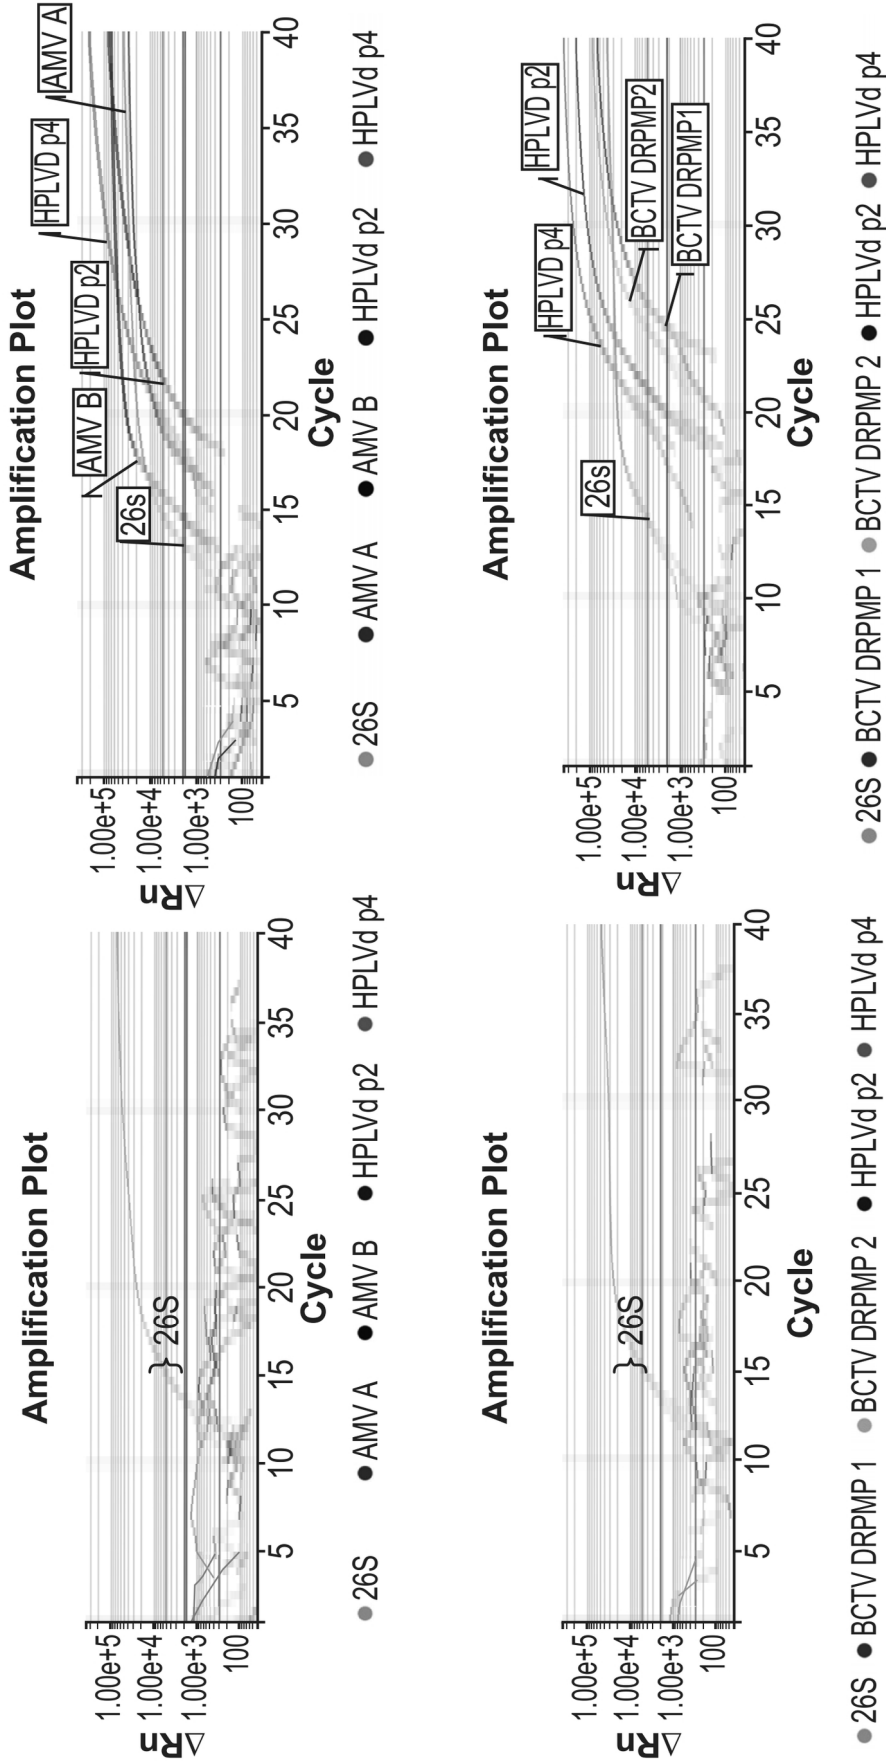 Amplification Plot
ΔRn
1.00e+5
1.00e+4
1.00e+3
100
26S
5 10 15 20 25 30 35 40
Cycle
26S AMV A AMV B HPLVd p2 HPLVd p4
Amplification Plot
ΔRn
1.00e+5
1.00e+4
1.00e+3
100
AMV A
HPLVD p4
HPLVD p2
AMV B
26s
5 10 15 20 25 30 35 40
Cycle
26S AMV A AMV B HPLVd p2 HPLVd p4
Amplification Plot
ΔRn
1.00e+5
1.00e+4
1.00e+3
100
26S
5 10 15 20 25 30 35 40
Cycle
26S BCTV DRPMP 1 BCTV DRPMP 2 HPLVd p2 HPLVd p4
Amplification Plot
ΔRn
1.00e+5
1.00e+4
1.00e+3
100
HPLVD p2
HPLVD p4
26s
BCTV DRPMP2
BCTV DRPMP1
5 10 15 20 25 30 35 40
Cycle
26S BCTV DRPMP 1 BCTV DRPMP 2 HPLVd p2 HPLVd p4